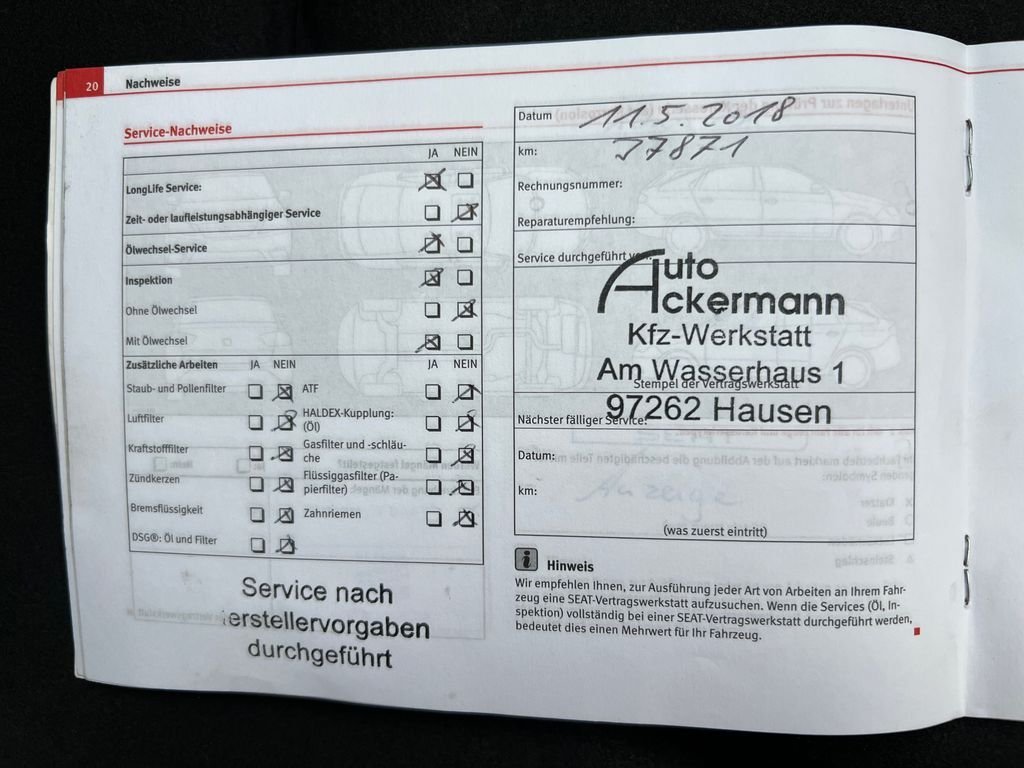 20 Nachweise
Service-Nachweise
JA NEIN
LongLife Service:
Zeit- oder laufleistungsabhängiger Service
Ölwechsel-Service
Inspektion
Ohne Ölwechsel
Mit Ölwechsel
Zusätzliche Arbeiten JA NEIN JA NEIN
Staub- und Pollenfilter ATF
Luftfilter HALDEX-Kupplung:
(Öl)
Kraftstofffilter Gasfilter und -schläu-
che
Zündkerzen Flüssiggasfilter (Pa-
pierfilter)
Bremsflüssigkeit Zahnriemen
DSG®: Öl und Filter
Service nach
erstellervorgaben
durchgeführt
Datum 11.5.2018
km: 37871
Rechnungsnummer:
Reparaturempfehlung:
Service durchgeführt
Auto
Ackermann
Kfz-Werkstatt
Am Wasserhaus 1
Stempel der Vertragswerkstatt
97262 Hausen
Nächster fälliger Service:
Datum:
km: Anzeige
(was zuerst eintritt)
i Hinweis
Wir empfehlen Ihnen, zur Ausführung jeder Art von Arbeiten an Ihrem Fahr-
zeug eine SEAT-Vertragswerkstatt aufzusuchen. Wenn die Services (Öl, In-
spektion) vollständig bei einer SEAT-Vertragswerkstatt durchgeführt werden,
bedeutet dies einen Mehrwert für Ihr Fahrzeug.